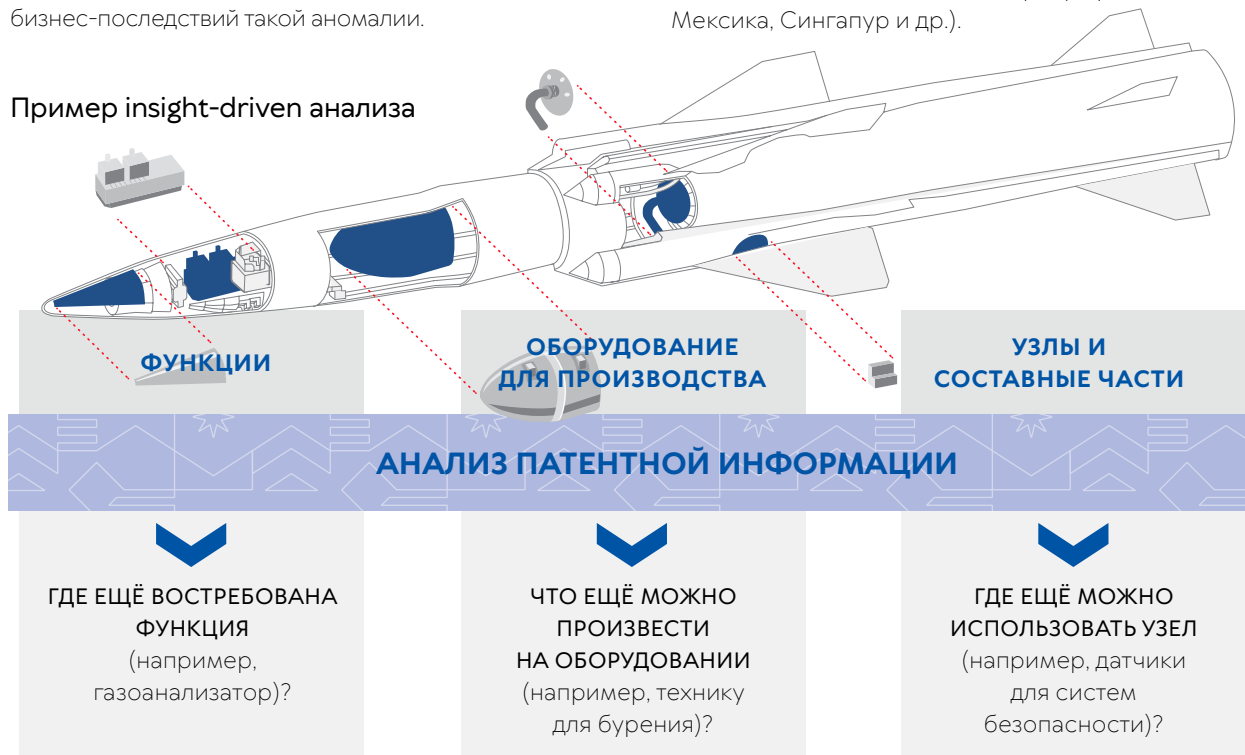 бизнес-последствий такой аномалии.
Мексика, Сингапур и др.).
Пример insight-driven анализа
ФУНКЦИИ
ОБОРУДОВАНИЕ
ДЛЯ ПРОИЗВОДСТВА
УЗЛЫ И
СОСТАВНЫЕ ЧАСТИ
АНАЛИЗ ПАТЕНТНОЙ ИНФОРМАЦИИ
ГДЕ ЕЩЁ ВОСТРЕБОВАНА
ФУНКЦИЯ
(например,
газоанализатор)?
ЧТО ЕЩЁ МОЖНО
ПРОИЗВЕСТИ
НА ОБОРУДОВАНИИ
(например, технику
для бурения)?
ГДЕ ЕЩЁ МОЖНО
ИСПОЛЬЗОВАТЬ УЗЕЛ
(например, датчики
для систем
безопасности)?